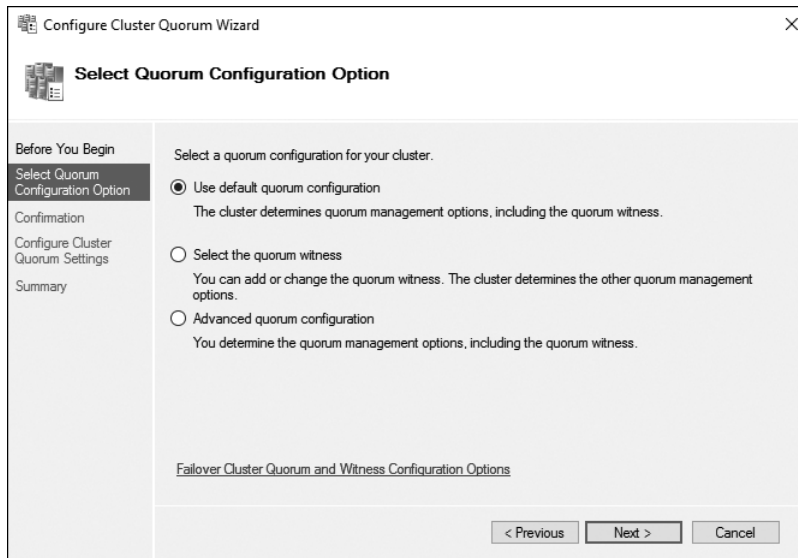 Configure Cluster Quorum Wizard
Select Quorum Configuration Option
Before You Begin
Select Quorum
Configuration Option
Confirmation
Configure Cluster
Quorum Settings
Summary
Select a quorum configuration for your cluster.
Use default quorum configuration
The cluster determines quorum management options, including the quorum witness.
Select the quorum witness
You can add or change the quorum witness. The cluster determines the other quorum management
options.
Advanced quorum configuration
You determine the quorum management options, including the quorum witness.
Failover Cluster Quorum and Witness Configuration Options
< Previous
Next >
Cancel